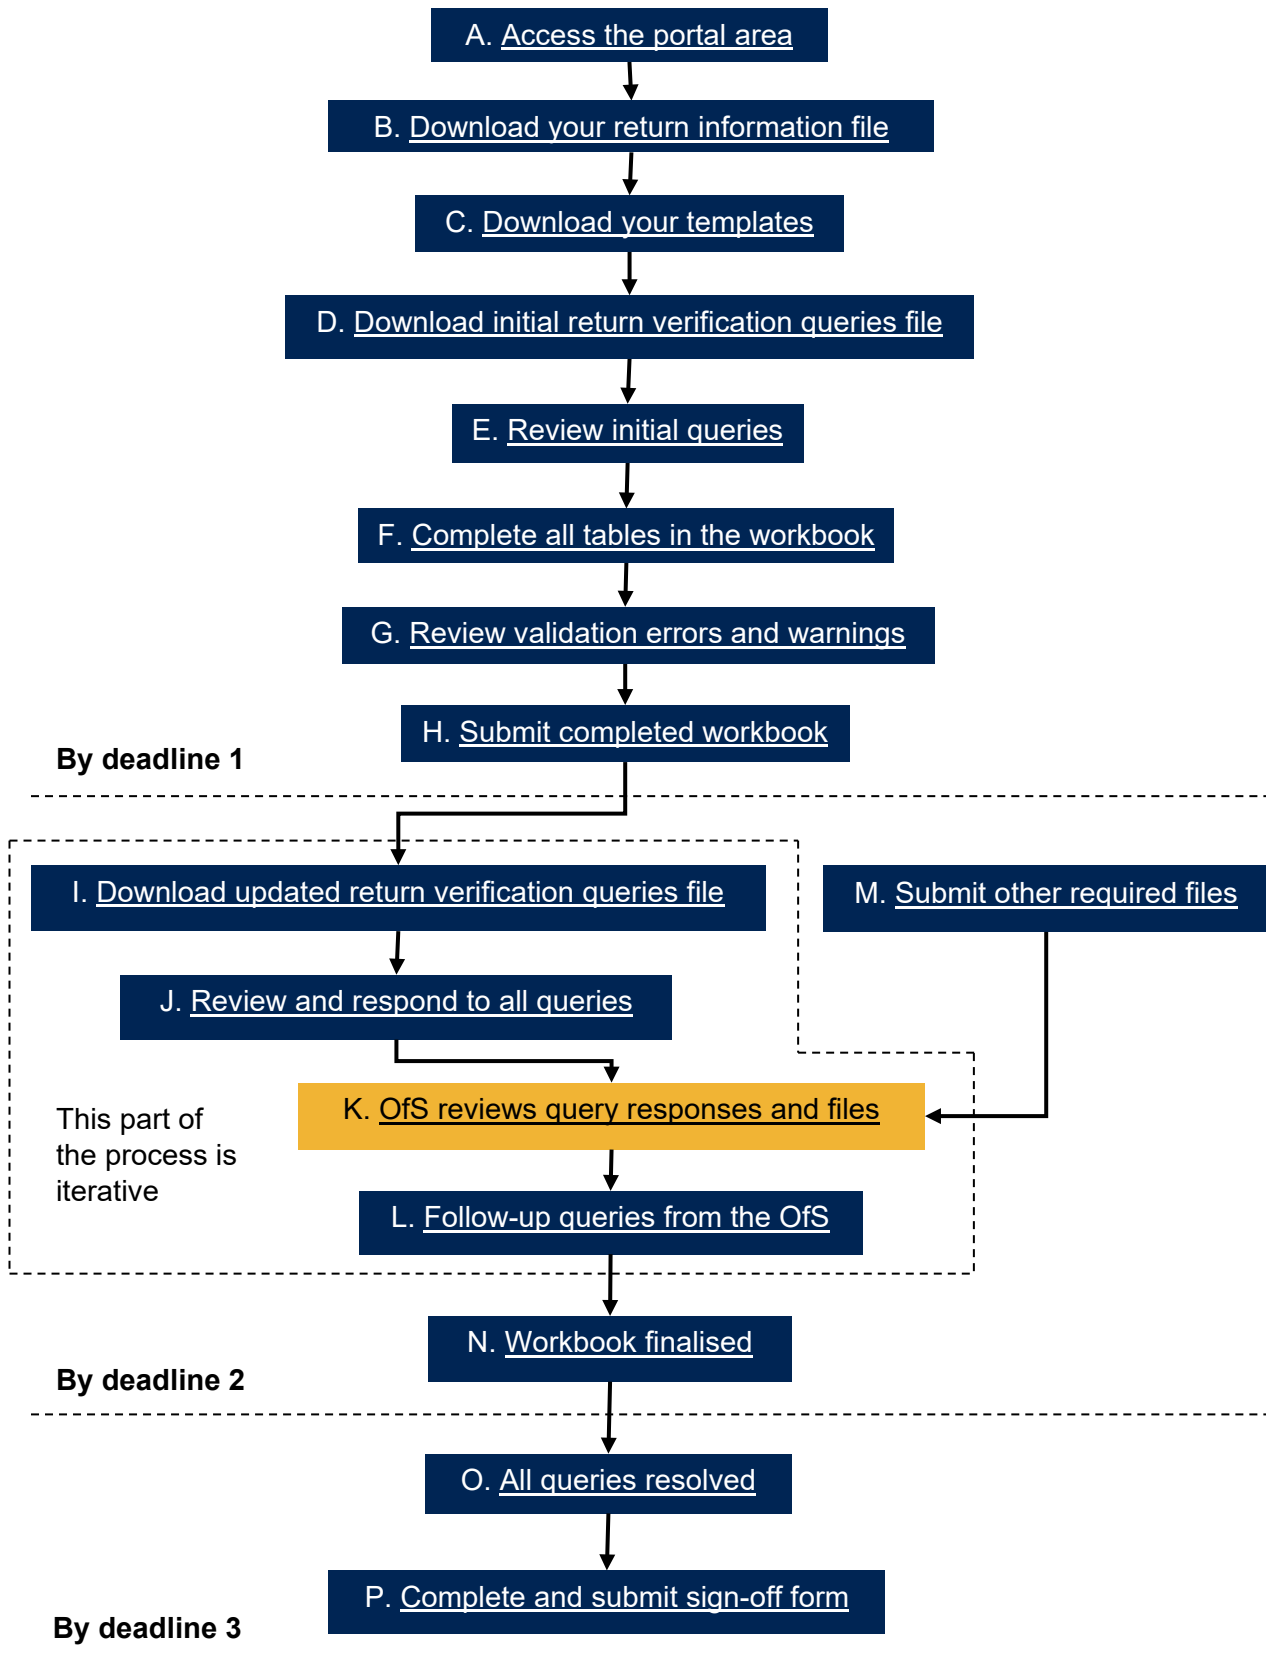 A. Access the portal area
B. Download your return information file
C. Download your templates
D. Download initial return verification queries file
E. Review initial queries
F. Complete all tables in the workbook
G. Review validation errors and warnings
H. Submit completed workbook
By deadline 1
I. Download updated return verification queries file
M. Submit other required files
J. Review and respond to all queries
K. OfS reviews query responses and files
This part of
the process is
iterative
L. Follow-up queries from the OfS
N. Workbook finalised
By deadline 2
O. All queries resolved
P. Complete and submit sign-off form
By deadline 3